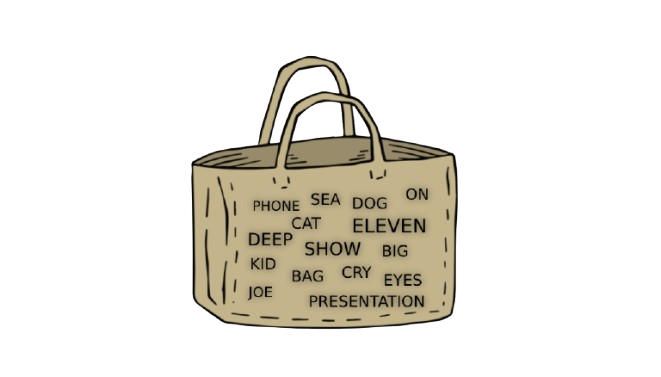 PHONE SEA DOG ON
CAT ELEVEN
DEEP SHOW BIG
KID BAG CRY EYES
JOE PRESENTATION